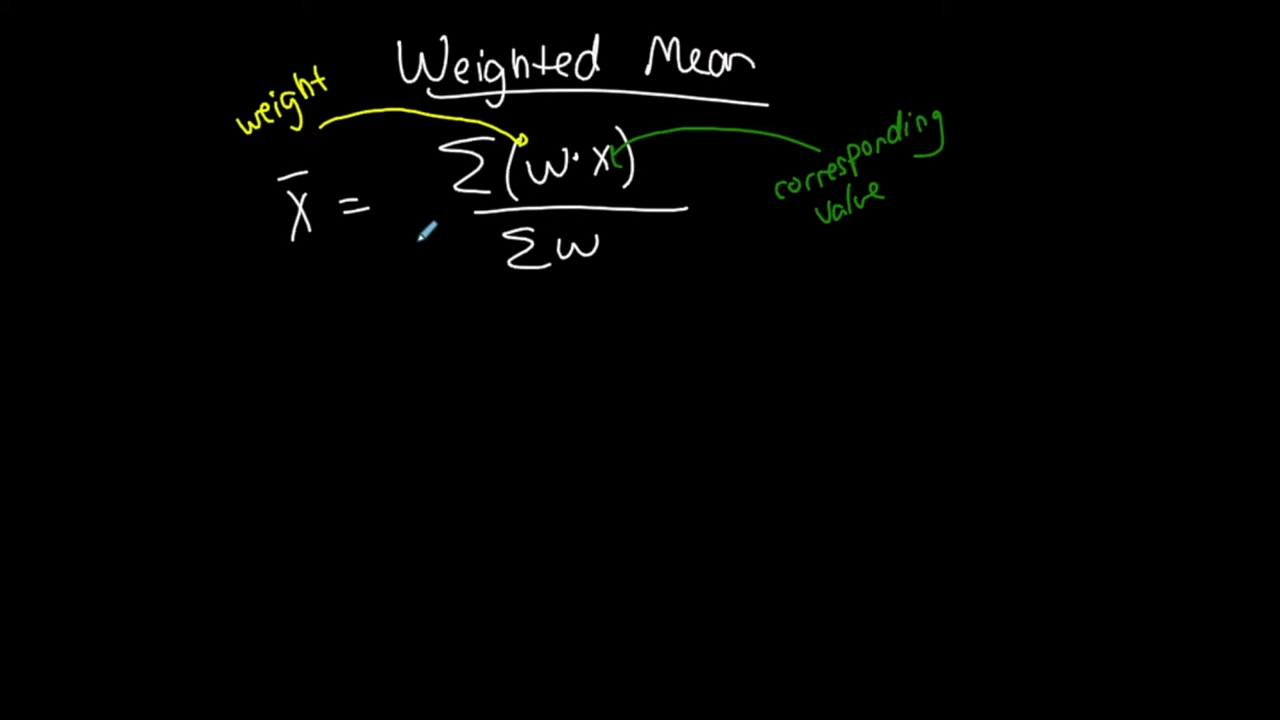 Weighted Mean
weight
x̄ = Σ(w·x) / Σw
corresponding
value